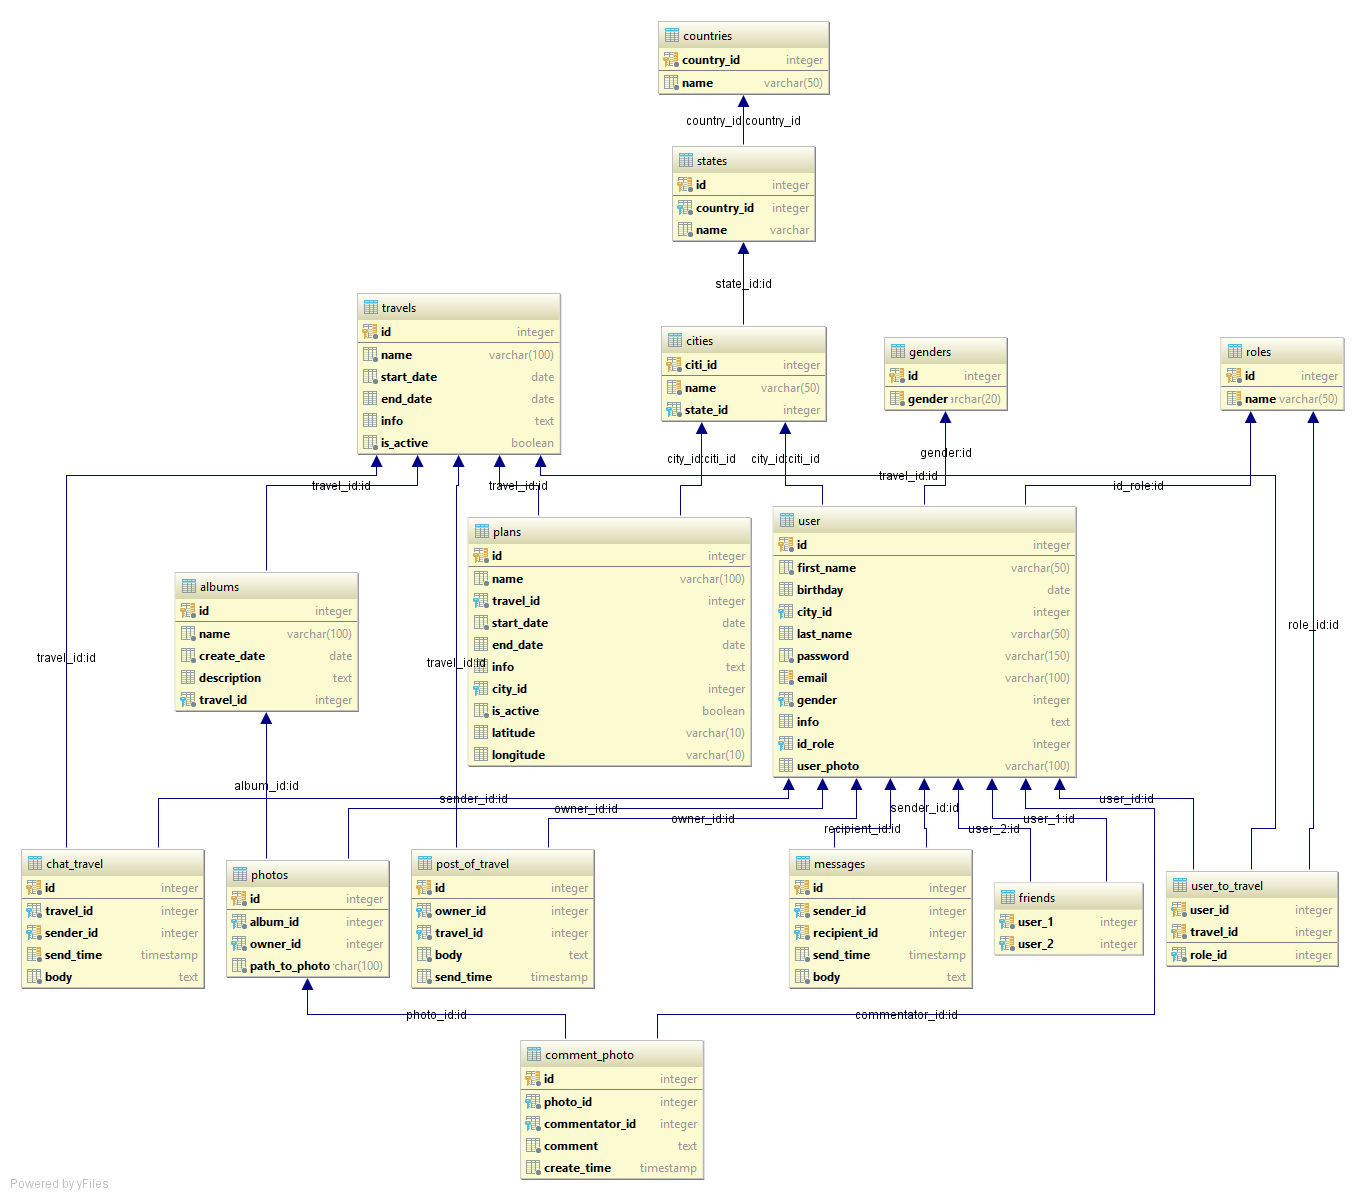 countries
country_id integer
name varchar(50)
country_id:country_id
states
id integer
country_id integer
name varchar
state_id:id
travels
id integer
name varchar(100)
start_date date
end_date date
info text
is_active boolean
cities
citi_id integer
name varchar(50)
state_id integer
genders
id integer
gender varchar(20)
roles
id integer
name varchar(50)
gender:id
city_id:citi_id
city_id:citi_id
travel_id:id
travel_id:id
travel_id:id
id_role:id
plans
id integer
name varchar(100)
travel_id integer
start_date date
end_date date
info text
city_id integer
is_active boolean
latitude varchar(10)
longitude varchar(10)
user
id integer
first_name varchar(50)
birthday date
city_id integer
last_name varchar(50)
password varchar(150)
email varchar(100)
gender integer
info text
id_role integer
user_photo varchar(100)
albums
id integer
name varchar(100)
create_date date
description text
travel_id integer
role_id:id
travel_id:id
travel_id:id
album_id:id
sender_id:id
owner_id:id
owner_id:id
recipient_id:id
sender_id:id
user_2:id
user_1:id
user_id:id
chat_travel
id integer
travel_id integer
sender_id integer
send_time timestamp
body text
photos
id integer
album_id integer
owner_id integer
path_to_photo char(100)
post_of_travel
id integer
owner_id integer
travel_id integer
body text
send_time timestamp
messages
id integer
sender_id integer
recipient_id integer
send_time timestamp
body text
friends
user_1 integer
user_2 integer
user_to_travel
user_id integer
travel_id integer
role_id integer
photo_id:id
commentator_id:id
comment_photo
id integer
photo_id integer
commentator_id integer
comment text
create_time timestamp
Powered by yFiles